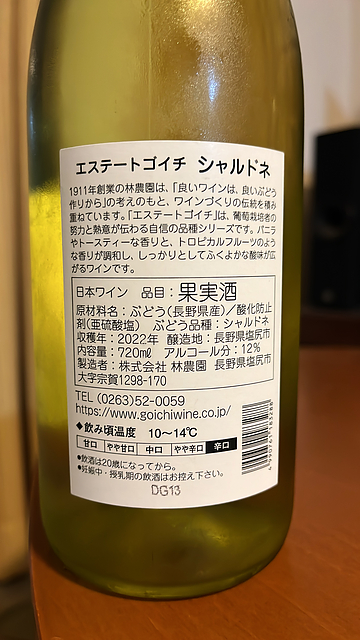 エステートゴイチ シャルドネ
1911年創業の林農園は、「良いワインは、良いぶどう
作りから」の考えのもと、ワインづくりの伝統を積み
重ねています。「エステートゴイチ」は、葡萄栽培者の
努力と熱意が伝わる自信の品種シリーズです。バニラ
やトースティーな香りと、トロピカルフルーツのよう
な香りが調和し、しっかりとしてふくよかな酸味が広
がるワインです。
日本ワイン 品目：果実酒
原材料名：ぶどう（長野県産）／酸化防止
剤（亜硫酸塩） ぶどう品種：シャルドネ
収穫年：2022年 醸造地：長野県塩尻市
内容量：720㎖ アルコール分：12%
製造者：株式会社 林農園 長野県塩尻市
大字宗賀1298-170
TEL (0263)52-0059
https://www.goichiwine.co.jp/
◆飲み頃温度 10〜14℃
甘口 やや甘口 中口 やや辛口 辛口
●飲酒は20歳になってから。
●妊娠中・授乳期の飲酒はお控え下さい。
4 990761 283288
DG13